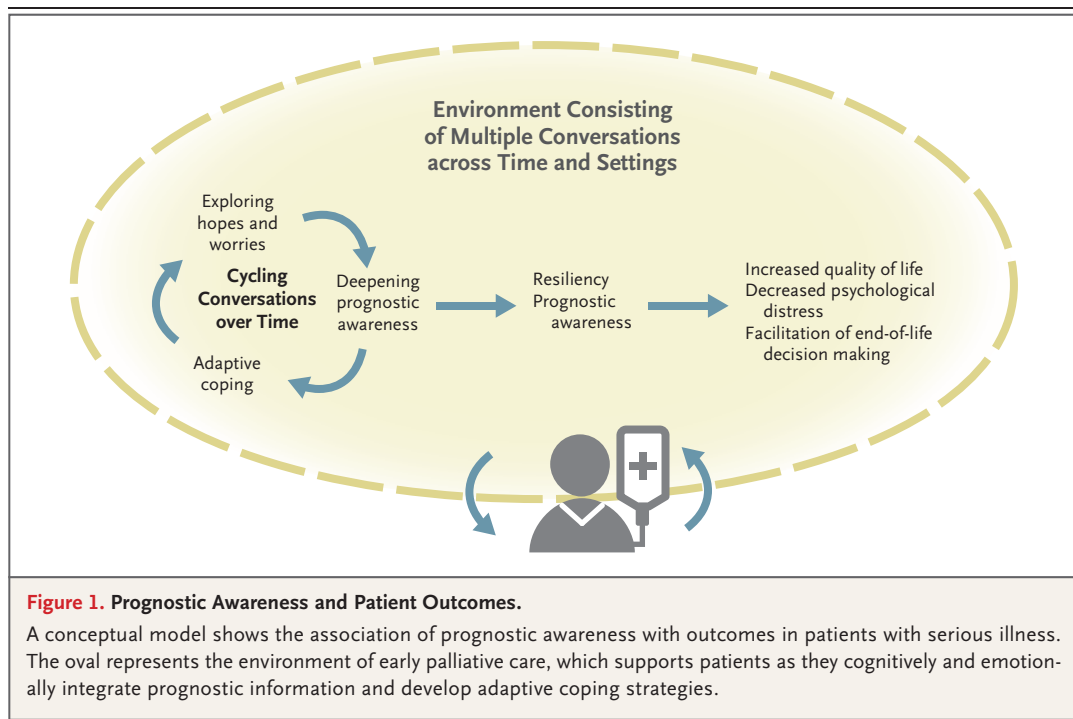 Environment Consisting
of Multiple Conversations
across Time and Settings
Exploring
hopes and
worries
Cycling
Conversations
over Time
Deepening
prognostic
awareness
Adaptive
coping
Resiliency
Prognostic
awareness
Increased quality of life
Decreased psychological
distress
Facilitation of end-of-life
decision making
Figure 1. Prognostic Awareness and Patient Outcomes.
A conceptual model shows the association of prognostic awareness with outcomes in patients with serious illness.
The oval represents the environment of early palliative care, which supports patients as they cognitively and emotion-
ally integrate prognostic information and develop adaptive coping strategies.